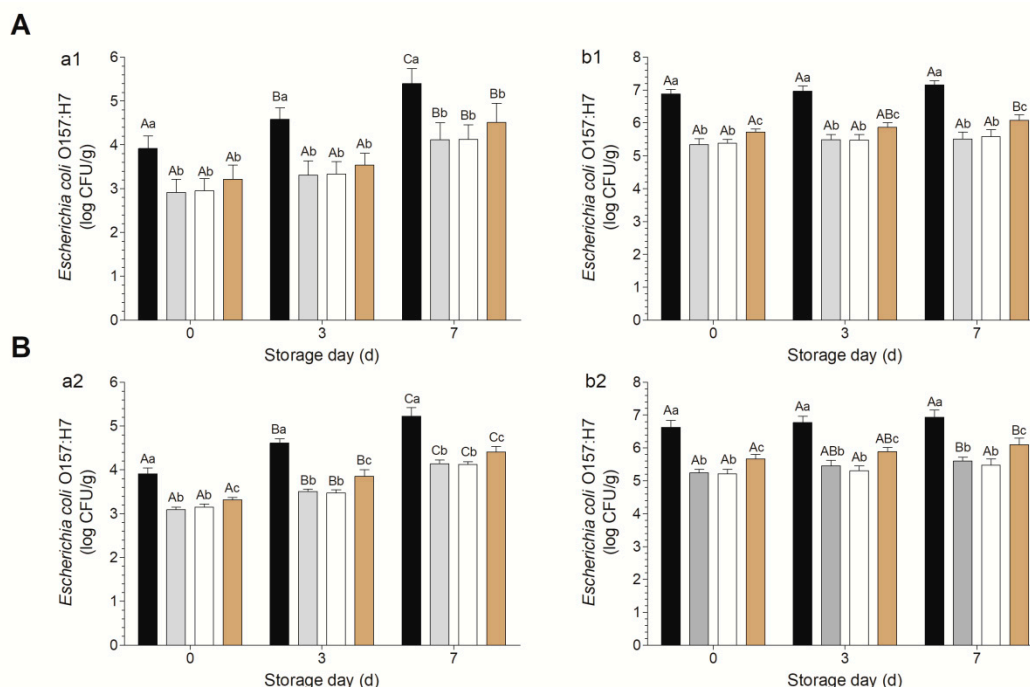 A
a1
Escherichia coli O157:H7
(log CFU/g)
6
5
4
3
2
1
0
Aa
Ab
Ab
Ab
Ba
Ab
Ab
Ab
Ca
Bb
Bb
Bb
0
3
7
Storage day (d)
b1
Escherichia coli O157:H7
(log CFU/g)
8
7
6
5
4
3
2
1
0
Aa
Ab
Ab
Ac
Aa
Ab
Ab
ABc
Aa
Ab
Ab
Bc
0
3
7
Storage day (d)
B
a2
Escherichia coli O157:H7
(log CFU/g)
6
5
4
3
2
1
0
Aa
Ab
Ab
Ac
Ba
Bb
Bb
Bc
Ca
Cb
Cb
Cc
0
3
7
Storage day (d)
b2
Escherichia coli O157:H7
(log CFU/g)
8
7
6
5
4
3
2
1
0
Aa
Ab
Ab
Ac
Aa
ABb
Ab
ABc
Aa
Bb
Ab
Bc
0
3
7
Storage day (d)